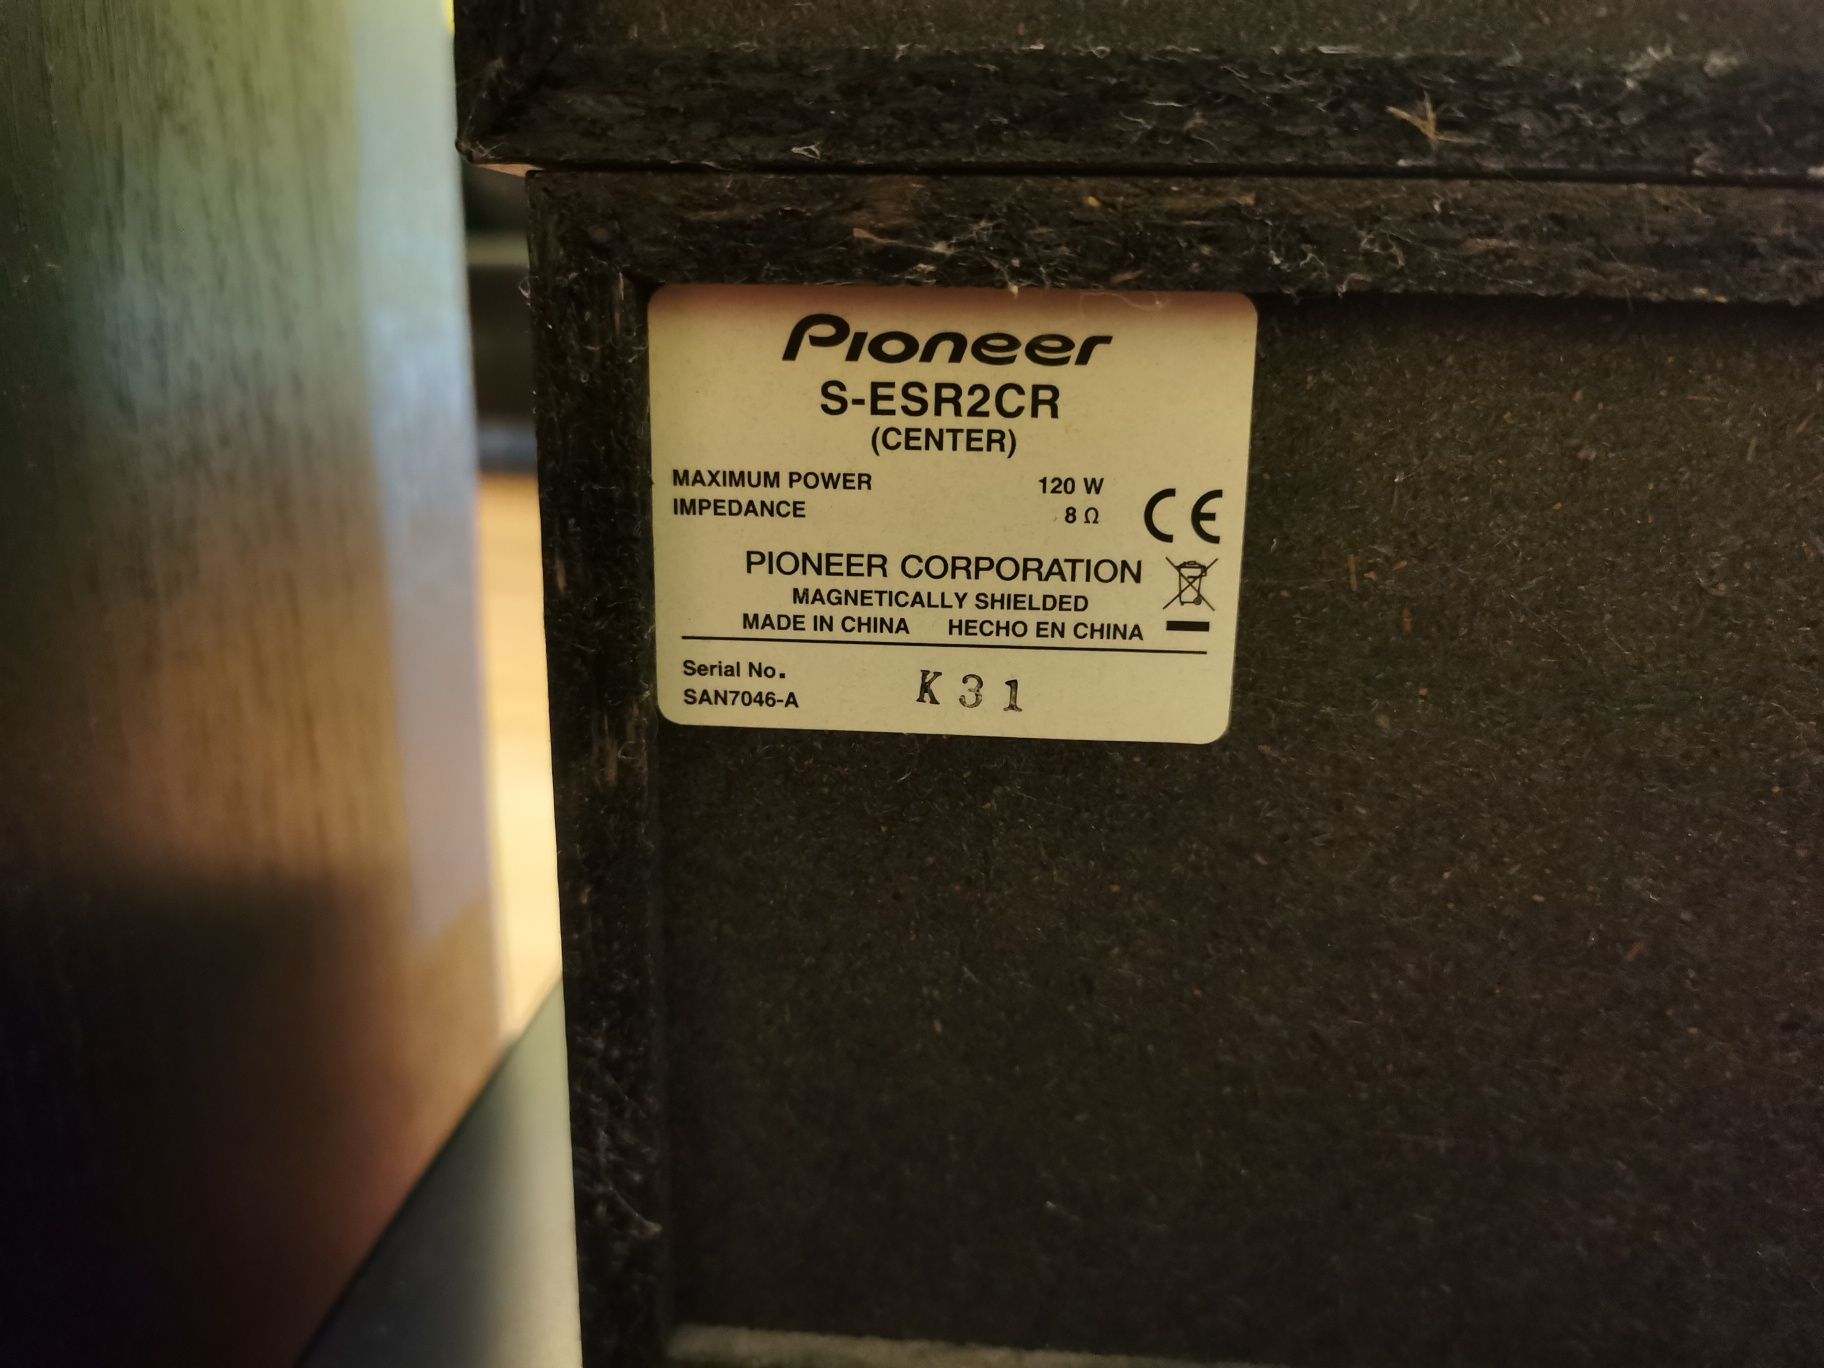 Pioneer
S-ESR2CR
(CENTER)
MAXIMUM POWER 120 W
IMPEDANCE 8 Ω
CE
PIONEER CORPORATION
MAGNETICALLY SHIELDED
MADE IN CHINA HECHO EN CHINA
Serial No.
SAN7046-A K31